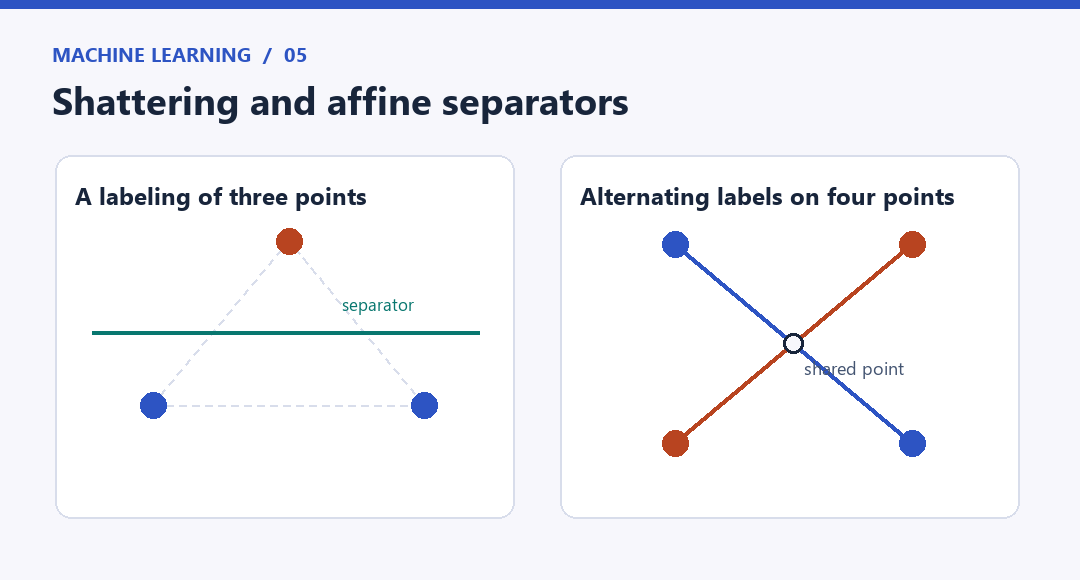 MACHINE LEARNING / 05
Shattering and affine separators
A labeling of three points
separator
Alternating labels on four points
shared point